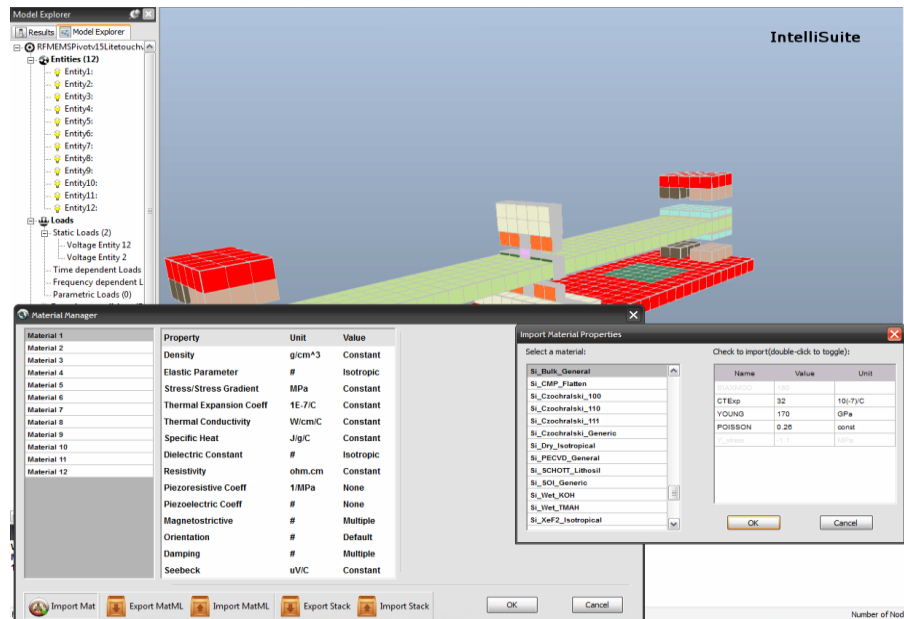 Model Explorer
Results Model Explorer
IntelliSuite
RFMEMSPivotv15Litetouchv
Entities (12)
Entity1:
Entity2:
Entity3:
Entity4:
Entity5:
Entity6:
Entity7:
Entity8:
Entity9:
Entity10:
Entity11:
Entity12:
Loads
Static Loads (2)
Voltage Entity 12
Voltage Entity 2
Time dependent Loads
Frequency dependent L
Parametric Loads (0)
Material Manager
Material 1
Material 2
Material 3
Material 4
Material 5
Material 6
Material 7
Material 8
Material 9
Material 10
Material 11
Material 12
Property Unit Value
Density g/cm^3 Constant
Elastic Parameter # Isotropic
Stress/Stress Gradient MPa Constant
Thermal Expansion Coeff 1E-7/C Constant
Thermal Conductivity W/cm/C Constant
Specific Heat J/g/C Constant
Dielectric Constant # Isotropic
Resistivity ohm.cm Constant
Piezoresistive Coeff 1/MPa None
Piezoelectric Coeff # None
Magnetostrictive # Multiple
Orientation # Default
Damping # Multiple
Seebeck uV/C Constant
Import Mat Export MatML Import MatML Export Stack Import Stack OK Cancel
Import Material Properties
Select a material:
Si_Bulk_General
Si_CMP_Flatten
Si_Czochralski_100
Si_Czochralski_110
Si_Czochralski_111
Si_Czochralski_Generic
Si_Dry_Isotropical
Si_PECVD_General
Si_SCHOTT_Lithosil
Si_SOI_Generic
Si_Wet_KOH
Si_Wet_TMAH
Si_XeF2_Isotropical
Check to import(double-click to toggle):
Name Value Unit
CTExp 32 10(-7)/C
YOUNG 170 GPa
POISSON 0.26 const
OK Cancel
Number of Nod